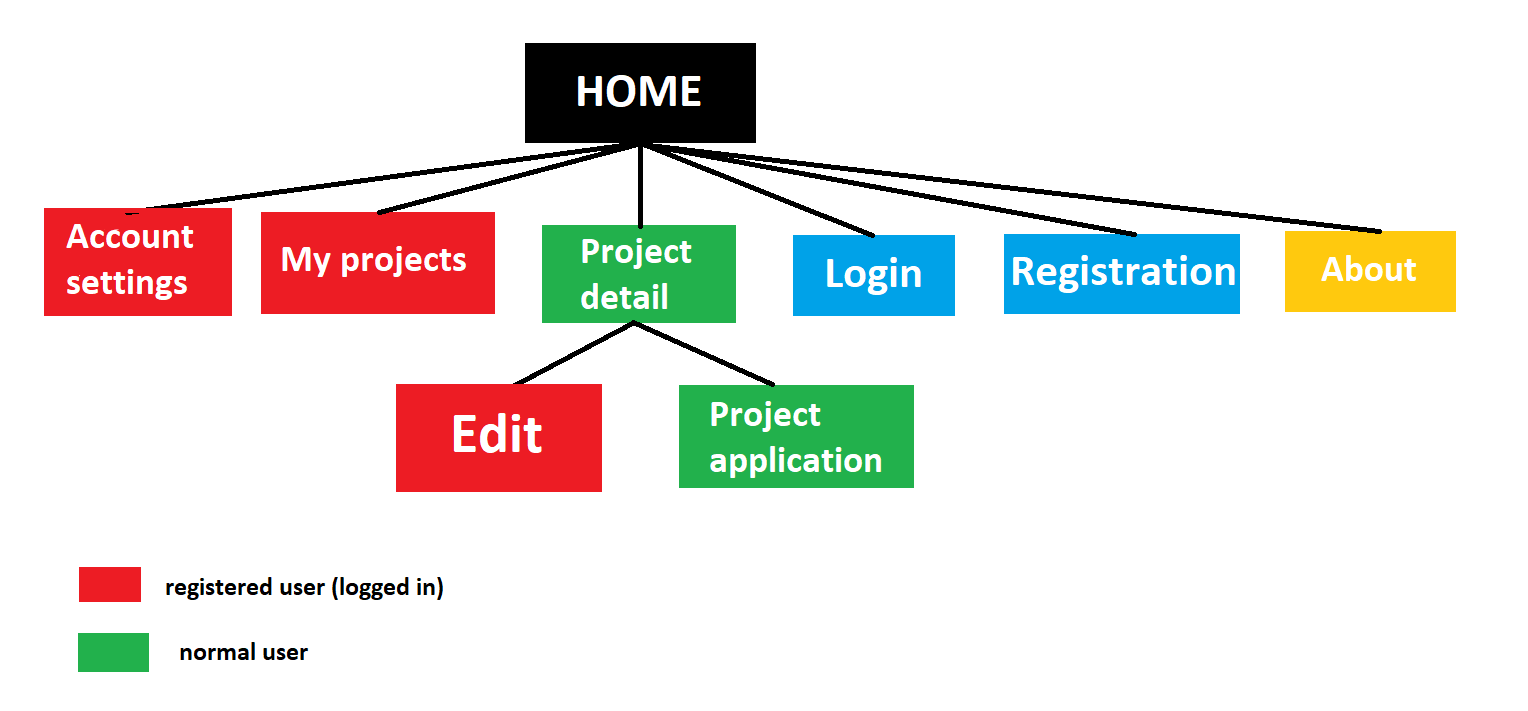 HOME
Account
settings
My projects
Project
detail
Login
Registration
About
Edit
Project
application
registered user (logged in)
normal user